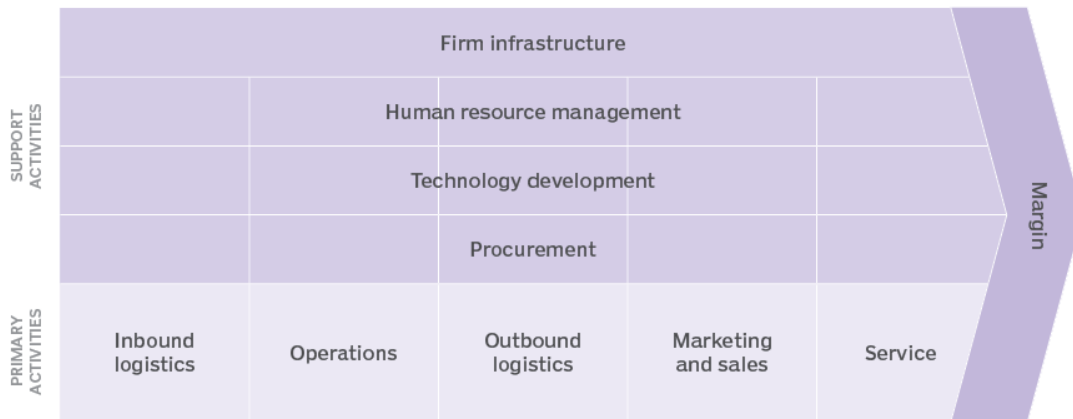 SUPPORT
ACTIVITIES
Firm infrastructure
Human resource management
Technology development
Procurement
Margin
PRIMARY
ACTIVITIES
Inbound
logistics
Operations
Outbound
logistics
Marketing
and sales
Service